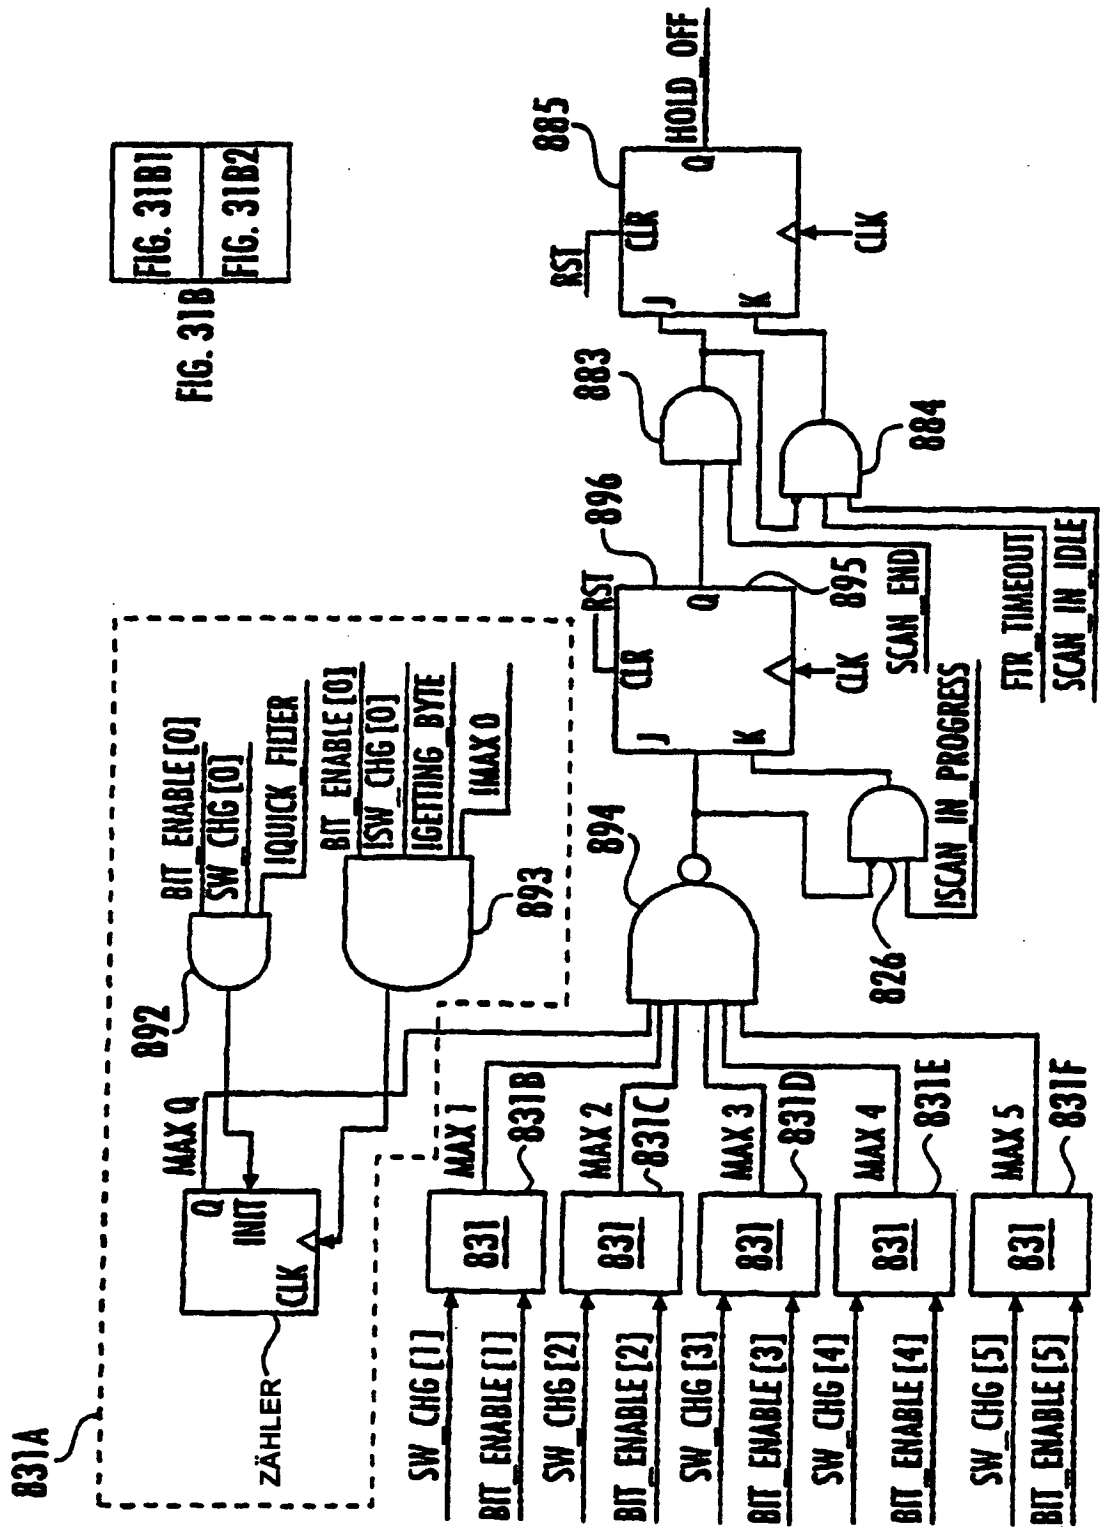 831A
ZÄHLER
CLK
INIT
Q
MAX Q
892
BIT_ENABLE [0]
SW_CHG [0]
!QUICK_FILTER
893
BIT_ENABLE [0]
!SW_CHG [0]
!GETTING_BYTE
!MAX 0
FIG. 31B
FIG. 31B1
FIG. 31B2
SW_CHG [1]
BIT_ENABLE [1]
831
MAX 1
831B
SW_CHG [2]
BIT_ENABLE [2]
831
MAX 2
831C
SW_CHG [3]
BIT_ENABLE [3]
831
MAX 3
831D
SW_CHG [4]
BIT_ENABLE [4]
831
MAX 4
831E
SW_CHG [5]
BIT_ENABLE [5]
831
MAX 5
831F
894
826
!SCAN_IN_PROGRESS
RST
896
CLR
J
Q
K
CLK
895
SCAN_END
FTR_TIMEOUT
SCAN_IN_IDLE
883
884
RST
885
CLR
J
Q
K
CLK
HOLD_OFF